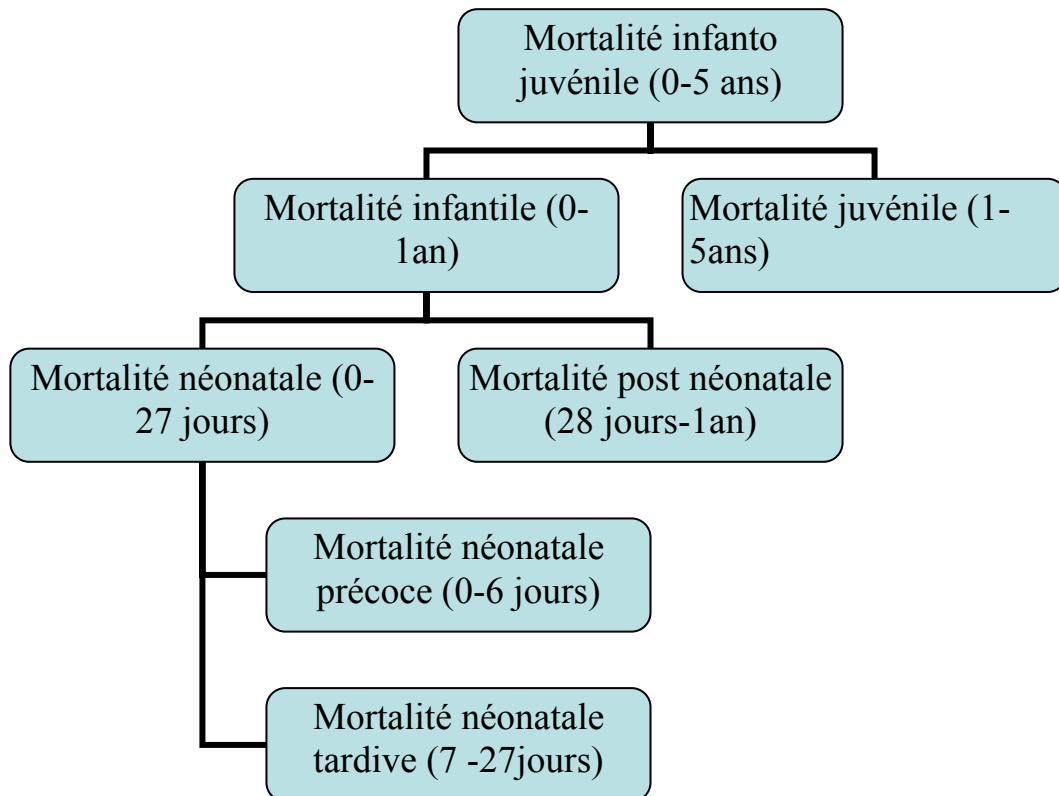 Mortalité infanto
juvénile (0-5 ans)
Mortalité infantile (0-
1an)
Mortalité juvénile (1-
5ans)
Mortalité néonatale (0-
27 jours)
Mortalité post néonatale
(28 jours-1an)
Mortalité néonatale
précoce (0-6 jours)
Mortalité néonatale
tardive (7 -27jours)